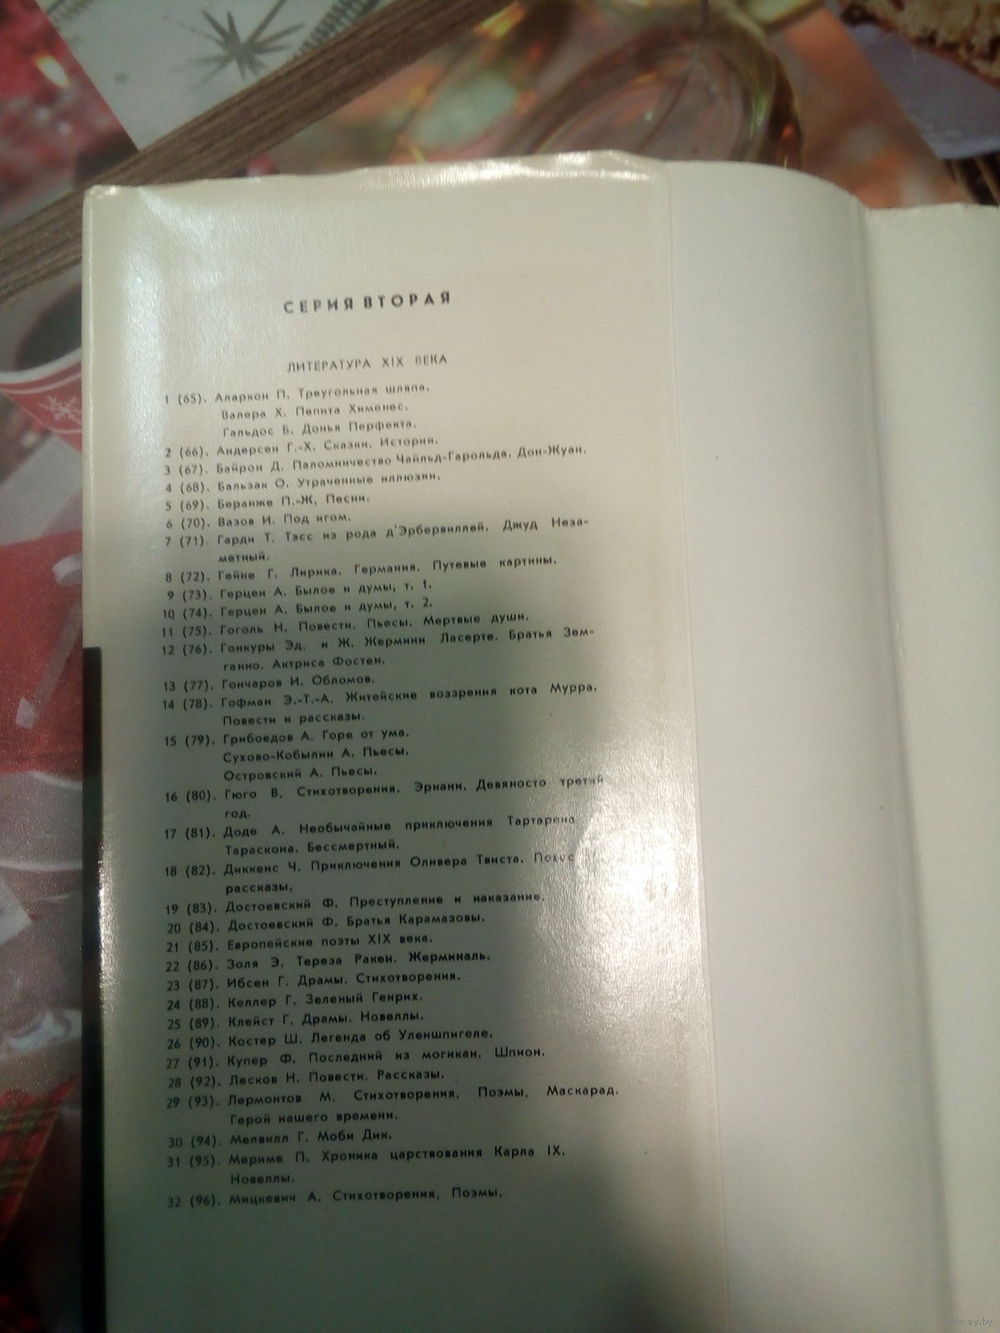 СЕРИЯ ВТОРАЯ
ЛИТЕРАТУРА XIX ВЕКА
1 (65). Аларкон П. Треугольная шляпа.
Валера Х. Пепита Хименес.
Гальдос Б. Донья Перфекта.
2 (66). Андерсен Г.-Х. Сказки. Истории.
3 (67). Байрон Д. Паломничество Чайльд-Гарольда. Дон-Жуан.
4 (68). Бальзак О. Утраченные иллюзии.
5 (69). Беранже П.-Ж. Песни.
6 (70). Вазов И. Под игом.
7 (71). Гарди Т. Тэсс из рода д'Эрбервиллей. Джуд Неза-
метный.
8 (72). Гейне Г. Лирика. Германия. Путевые картины.
9 (73). Герцен А. Былое и думы, т. 1.
10 (74). Герцен А. Былое и думы, т. 2.
11 (75). Гоголь Н. Повести. Пьесы. Мертвые души.
12 (76). Гонкуры Эд. и Ж. Жермини Ласерте. Братья Зем-
ганно. Актриса Фостен.
13 (77). Гончаров И. Обломов.
14 (78). Гофман Э.-Т.-А. Житейские воззрения кота Мурра.
Повести и рассказы.
15 (79). Грибоедов А. Горе от ума.
Сухово-Кобылин А. Пьесы.
Островский А. Пьесы.
16 (80). Гюго В. Стихотворения. Эрнани. Девяносто третий
год.
17 (81). Доде А. Необычайные приключения Тартарена
Тараскона. Бессмертный.
18 (82). Диккенс Ч. Приключения Оливера Твиста.
рассказы.
19 (83). Достоевский Ф. Преступление и наказание.
20 (84). Достоевский Ф. Братья Карамазовы.
21 (85). Европейские поэты XIX века.
22 (86). Золя Э. Тереза Ракен. Жерминаль.
23 (87). Ибсен Г. Драмы. Стихотворения.
24 (88). Келлер Г. Зеленый Генрих.
25 (89). Клейст Г. Драмы. Новеллы.
26 (90). Костер Ш. Легенда об Уленшпигеле.
27 (91). Купер Ф. Последний из могикан. Шпион.
28 (92). Лесков Н. Повести. Рассказы.
29 (93). Лермонтов М. Стихотворения. Поэмы. Маскарад.
Герой нашего времени.
30 (94). Мелвилл Г. Моби Дик.
31 (95). Мериме П. Хроника царствования Карла IX.
Новеллы.
32 (96). Мицкевич А. Стихотворения. Поэмы.